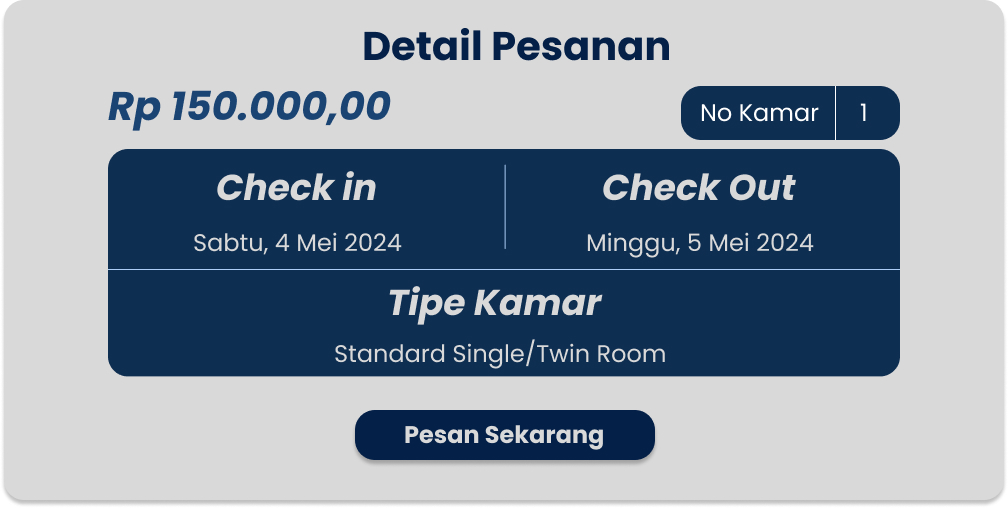 Detail Pesanan
Rp 150.000,00
No Kamar 1
Check in
Check Out
Sabtu, 4 Mei 2024
Minggu, 5 Mei 2024
Tipe Kamar
Standard Single/Twin Room
Pesan Sekarang